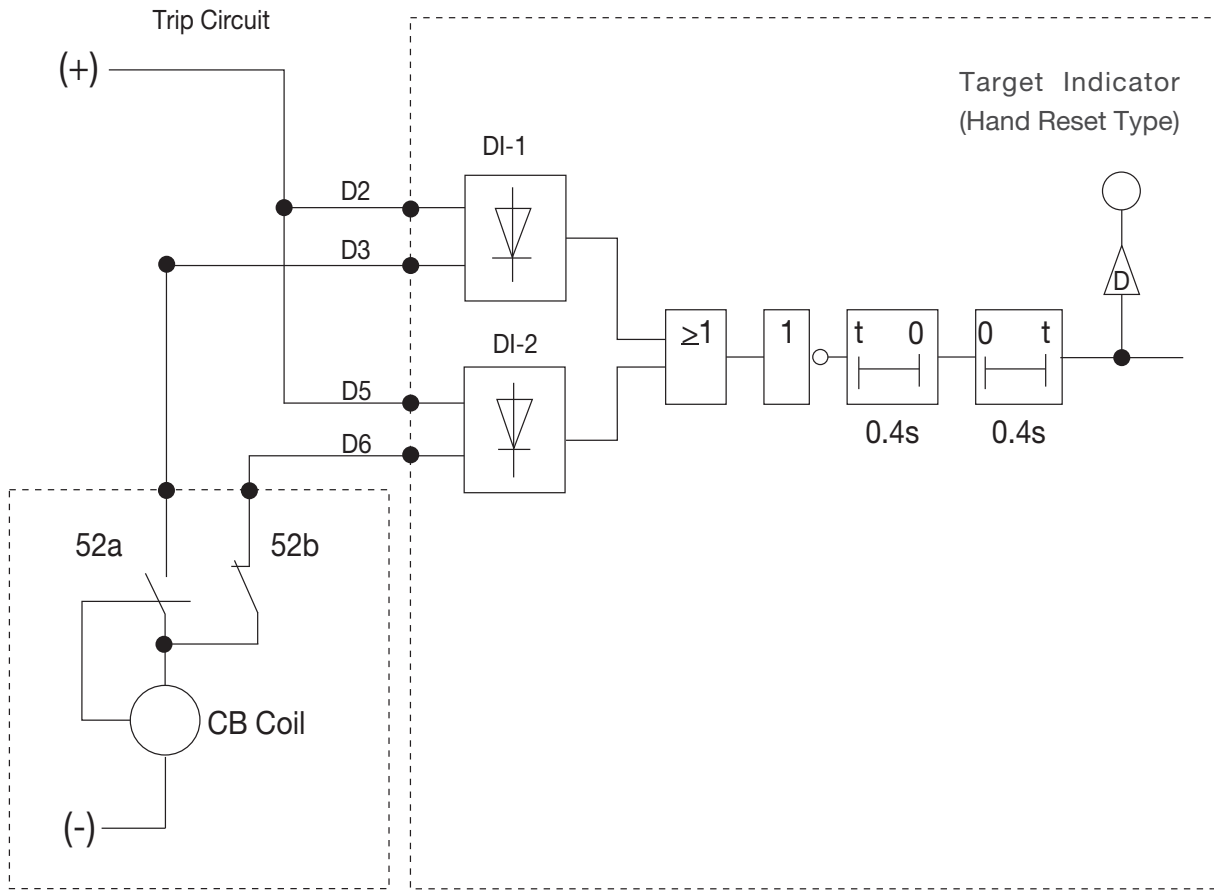 Trip Circuit
(+)
Target Indicator
(Hand Reset Type)
DI-1
D2
D3
D
DI-2
≥1
1
t 0
0 t
D5
D6
0.4s
0.4s
52a
52b
CB Coil
(-)